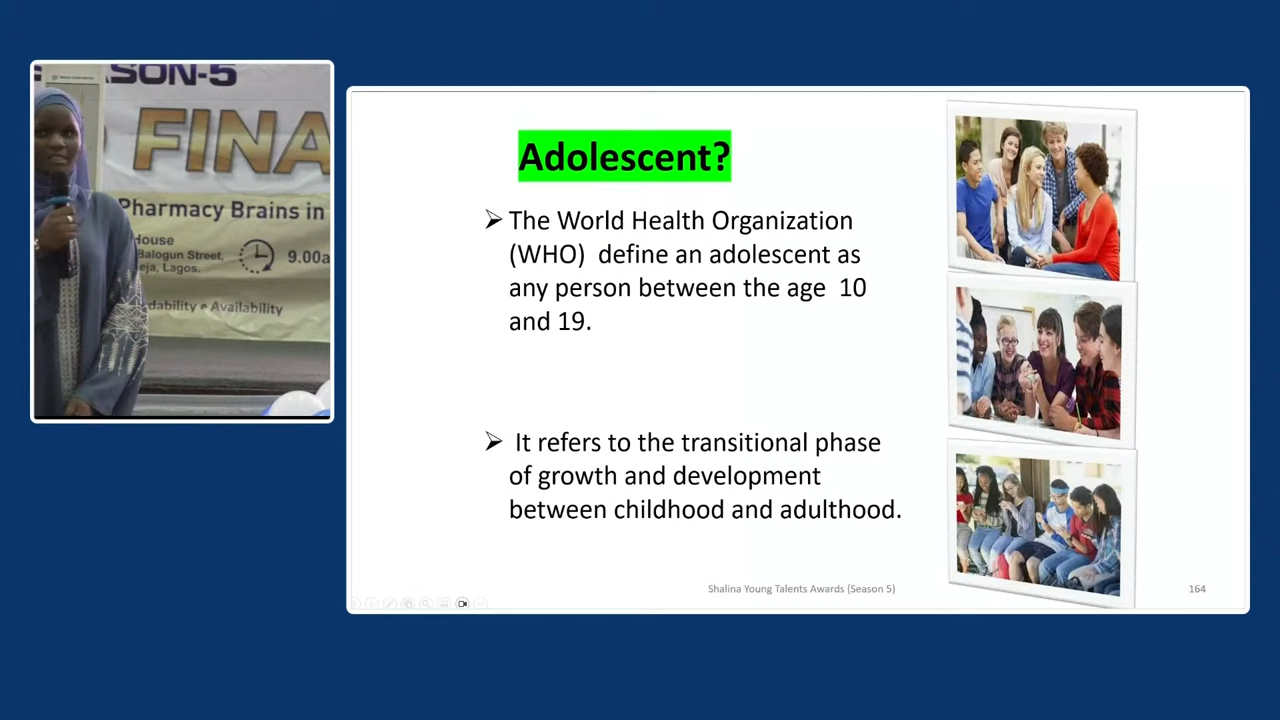 SON-5
FINA
Pharmacy Brains in
House
Balogun Street,
eja, Lagos.
9.00a
dability • Availability
Adolescent?
➢ The World Health Organization
(WHO) define an adolescent as
any person between the age 10
and 19.
➢ It refers to the transitional phase
of growth and development
between childhood and adulthood.
Shalina Young Talents Awards (Season 5)
164